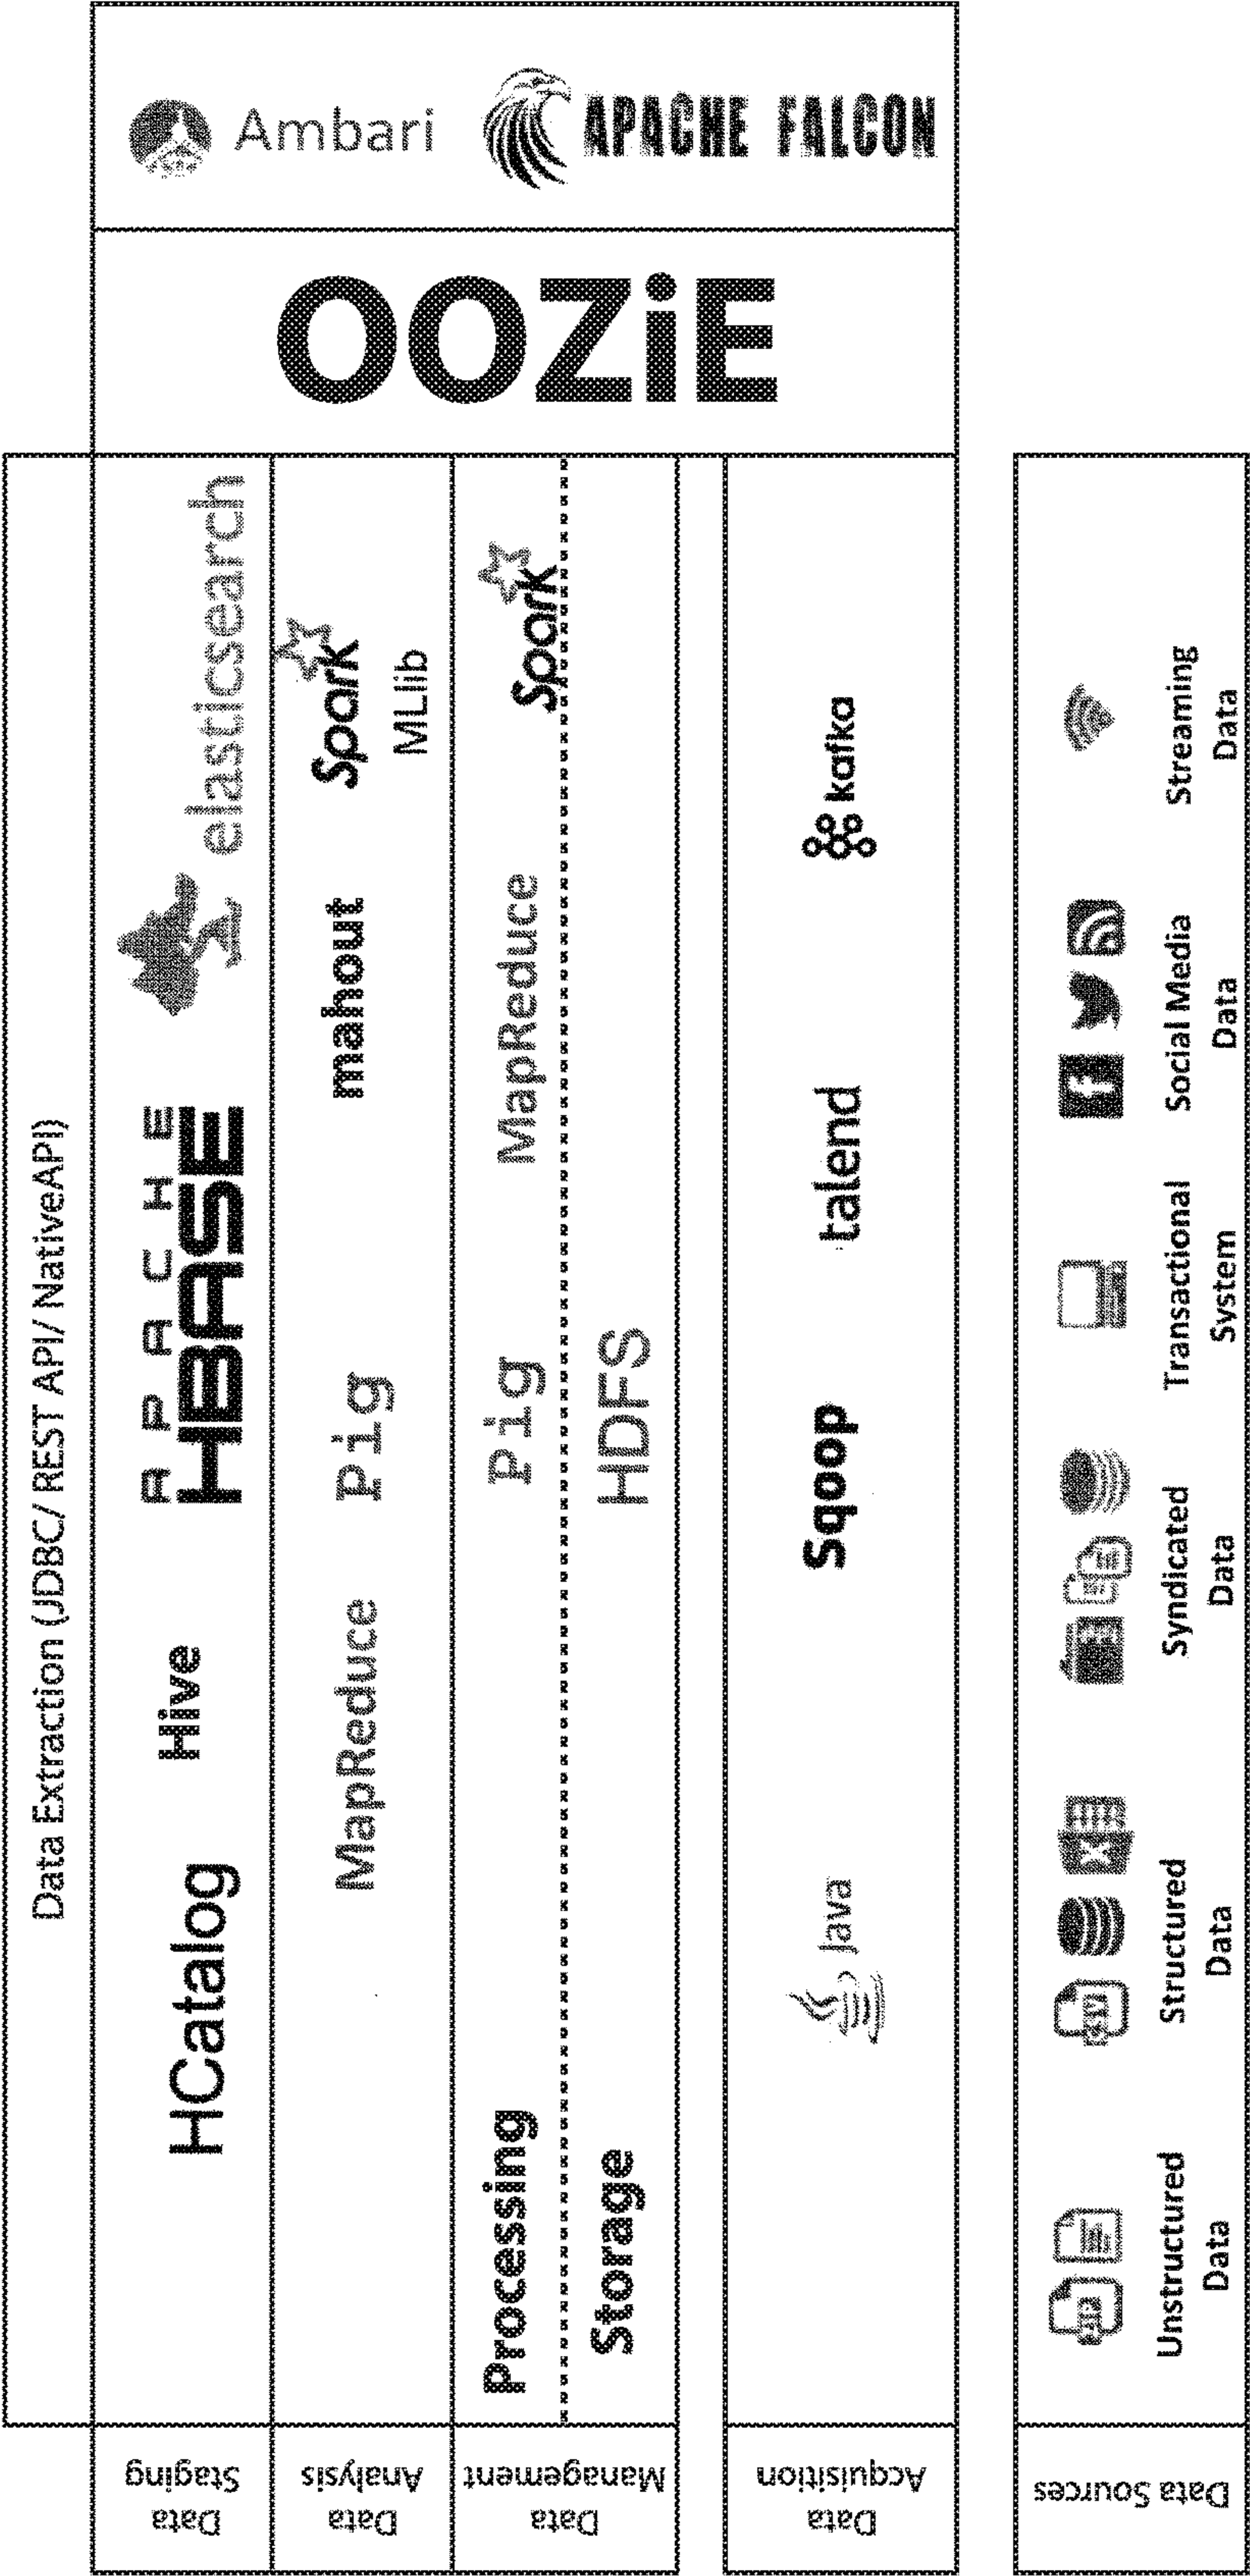 Data Extraction (JDBC/ REST API/ NativeAPI)
Data
Staging
HCatalog
Hive
APACHE
HBASE
elasticsearch
Data
Analysis
MapReduce
Pig
mahout
Spark
MLlib
Data
Management
Processing
Pig
MapReduce
Spark
Storage
HDFS
OOZiE
Ambari
APACHE FALCON
Data
Acquisition
Java
Sqoop
talend
kafka
Data Sources
Unstructured
Data
CSV
X
Structured
Data
Syndicated
Data
Transactional
System
f
Social Media
Data
Streaming
Data